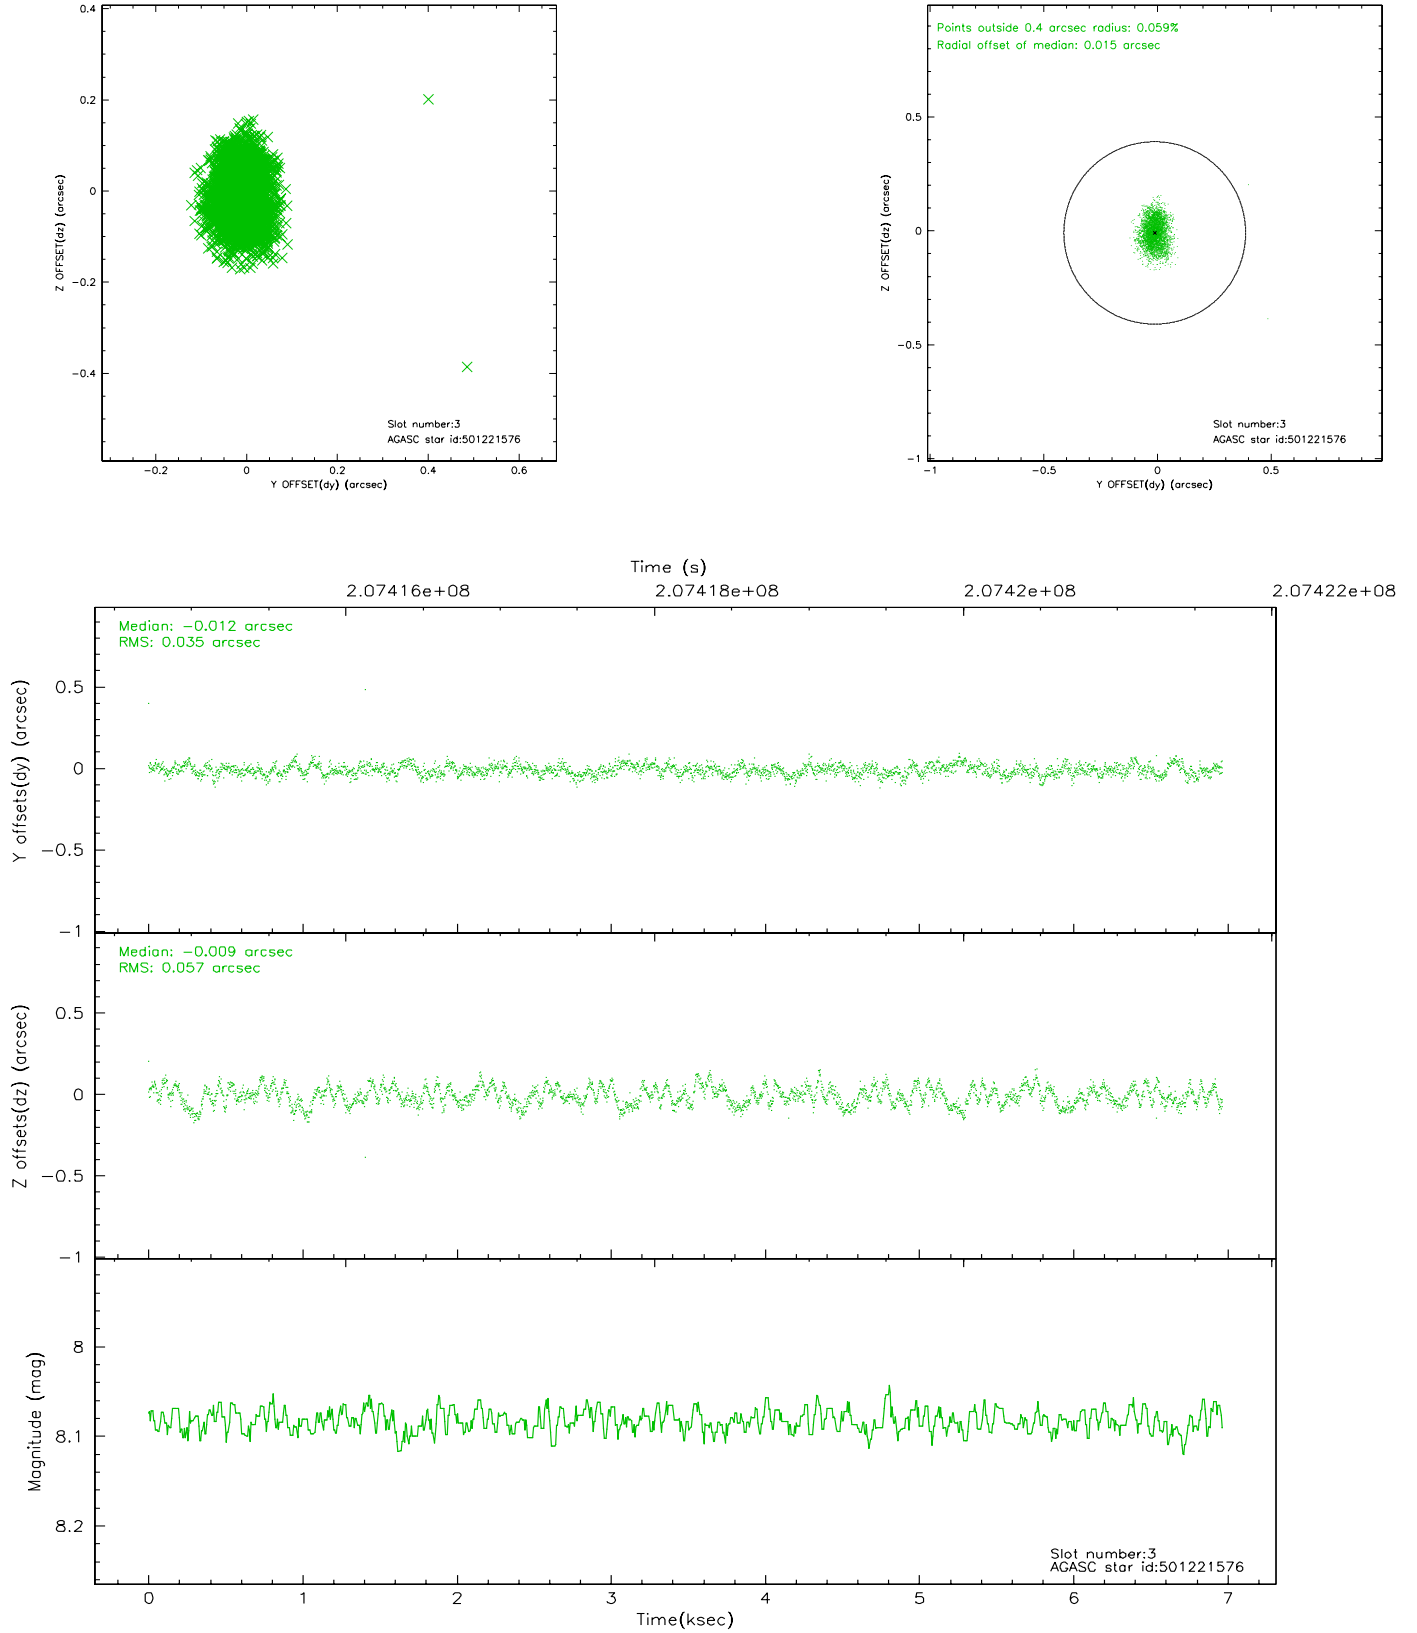 0.4
0.2
0
−0.2
−0.4
Z OFFSET(dz) (arcsec)
Slot number:3
AGASC star id:501221576
−0.2 0 0.2 0.4 0.6
Y OFFSET(dy) (arcsec)
Points outside 0.4 arcsec radius: 0.059%
Radial offset of median: 0.015 arcsec
0.5
0
−0.5
−1
Z OFFSET(dz) (arcsec)
Slot number:3
AGASC star id:501221576
−1 −0.5 0 0.5
Y OFFSET(dy) (arcsec)
Time (s)
2.07416e+08 2.07418e+08 2.0742e+08 2.07422e+08
Median: −0.012 arcsec
RMS: 0.035 arcsec
0.5
0
−0.5
−1
Y offsets(dy) (arcsec)
Median: −0.009 arcsec
RMS: 0.057 arcsec
0.5
0
−0.5
−1
Z offsets(dz) (arcsec)
8
8.1
8.2
Magnitude (mag)
Slot number:3
AGASC star id:501221576
0 1 2 3 4 5 6 7
Time(ksec)